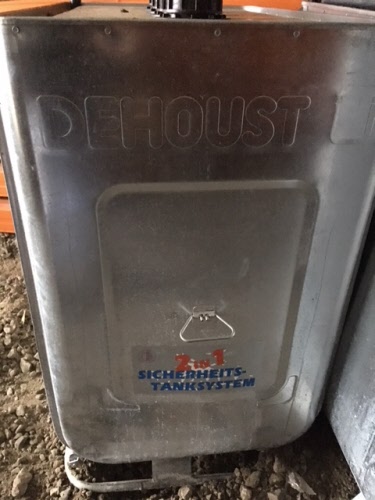 DEHOUST
2 in 1
SICHERHEITS-
TANKSYSTEM